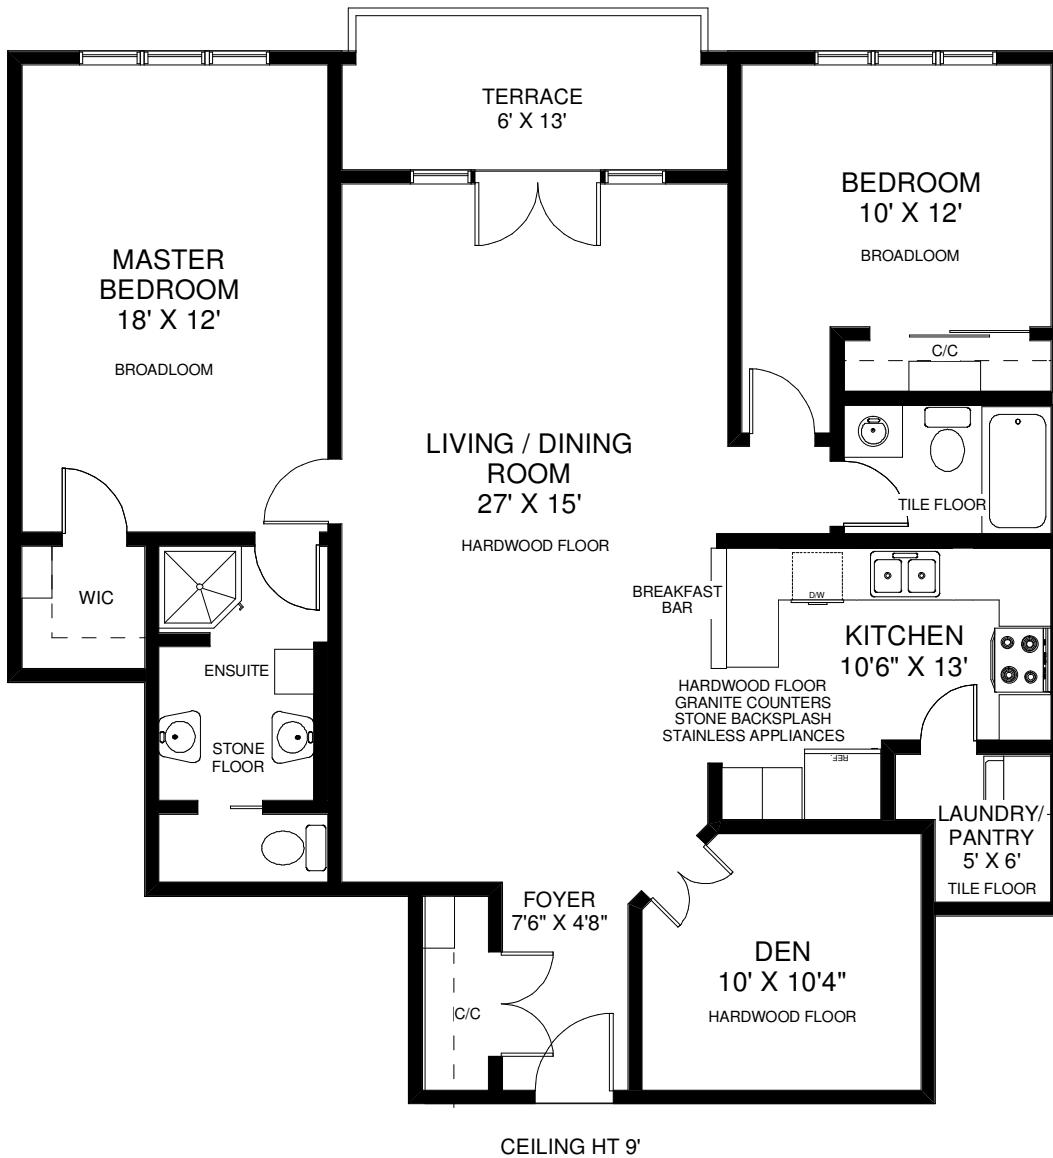 TERRACE
6' X 13'
BEDROOM
10' X 12'
BROADLOOM
MASTER
BEDROOM
18' X 12'
BROADLOOM
C/C
LIVING / DINING
ROOM
27' X 15'
HARDWOOD FLOOR
TILE FLOOR
WIC
BREAKFAST
BAR
D/W
KITCHEN
10'6" X 13'
HARDWOOD FLOOR
GRANITE COUNTERS
STONE BACKSPLASH
STAINLESS APPLIANCES
ENSUITE
STONE
FLOOR
REF.
LAUNDRY/
PANTRY
5' X 6'
TILE FLOOR
FOYER
7'6" X 4'8"
DEN
10' X 10'4"
HARDWOOD FLOOR
C/C
CEILING HT 9'